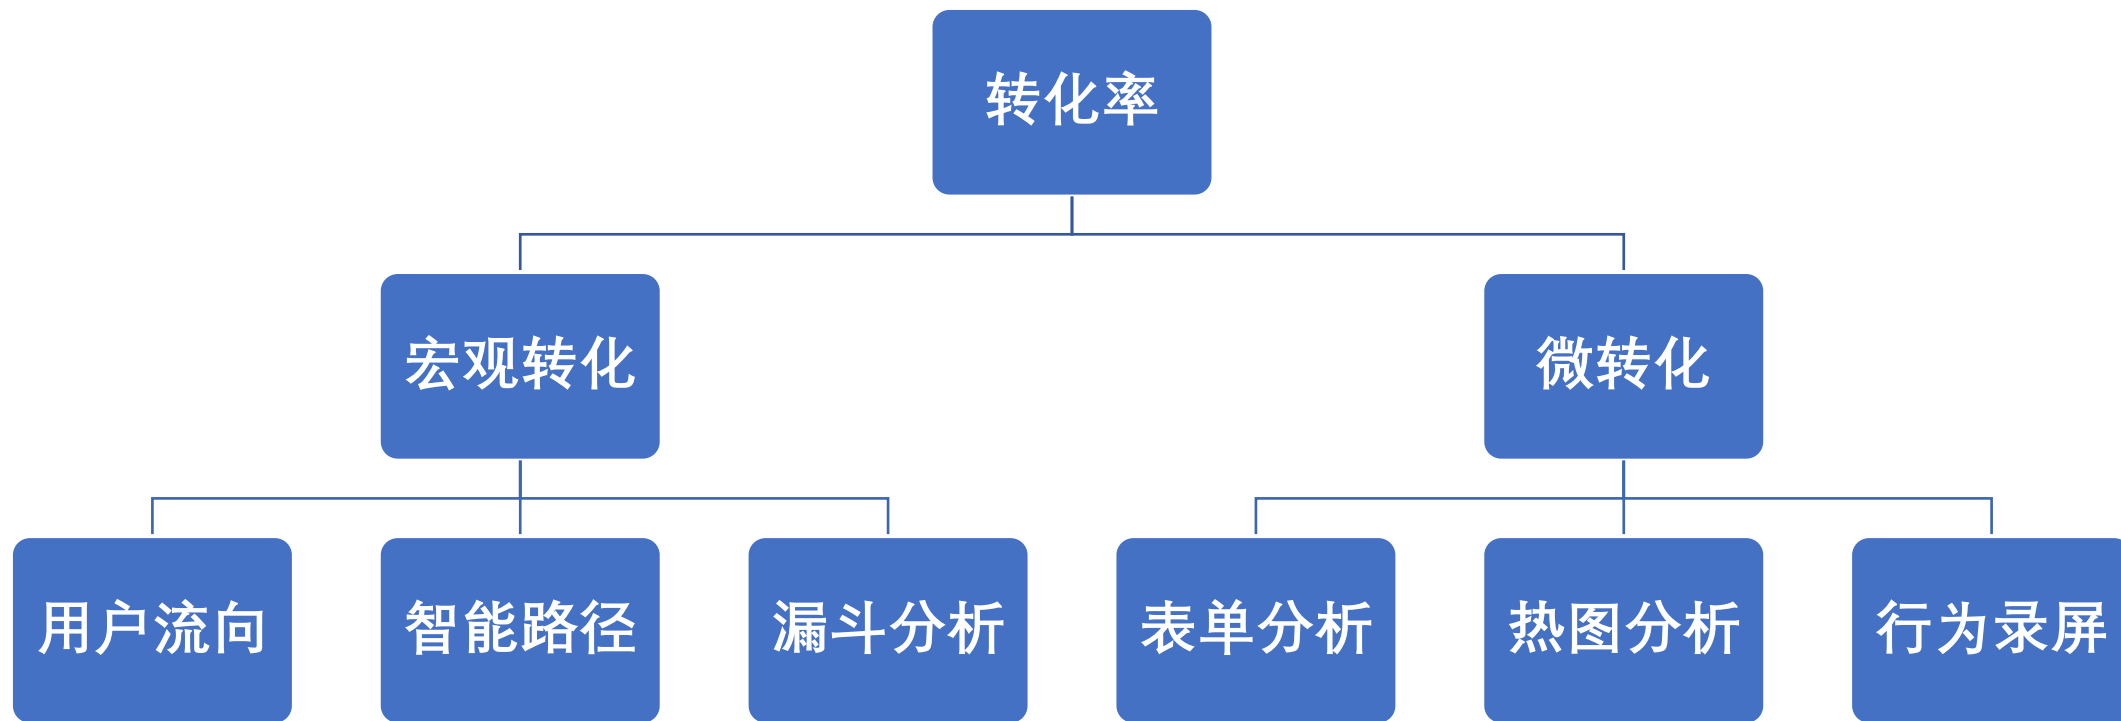 转化率
宏观转化
微转化
用户流向
智能路径
漏斗分析
表单分析
热图分析
行为录屏